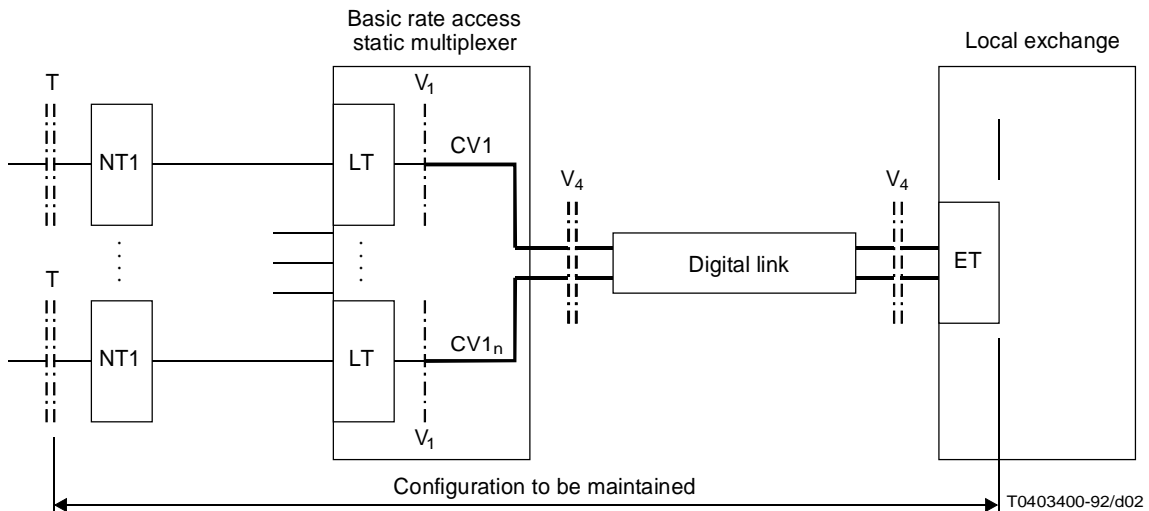 Basic rate access
static multiplexer
Local exchange
T
V1
NT1
LT
CV1
V4
V4
Digital link
ET
T
NT1
LT
CV1n
V1
Configuration to be maintained
T0403400-92/d02